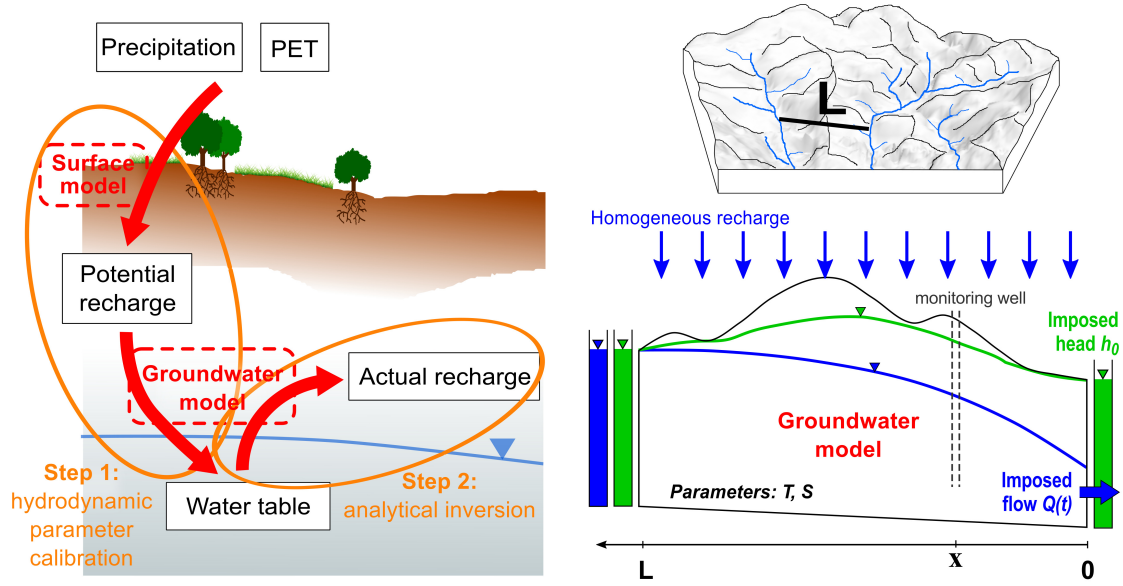 Precipitation
PET
Surface
model
Potential
recharge
Groundwater
model
Actual recharge
Step 1:
hydrodynamic
parameter
calibration
Water table
Step 2:
analytical inversion
L
Homogeneous recharge
monitoring well
Imposed
head h₀
Groundwater
model
Parameters: T, S
Imposed
flow Q(t)
L
x
0